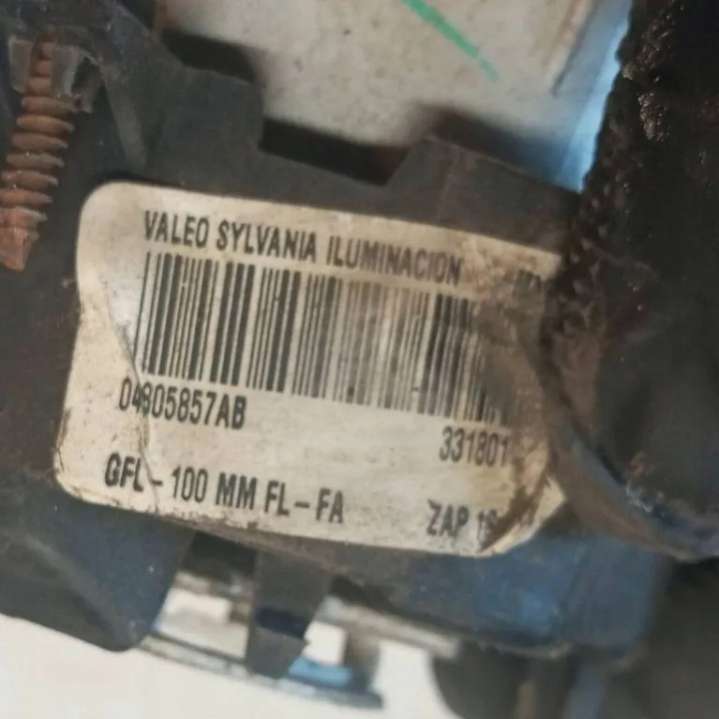 VALEO SYLVANIA ILUMINACION
04805857AB
331801
GFL - 100 MM FL - FA
ZAP